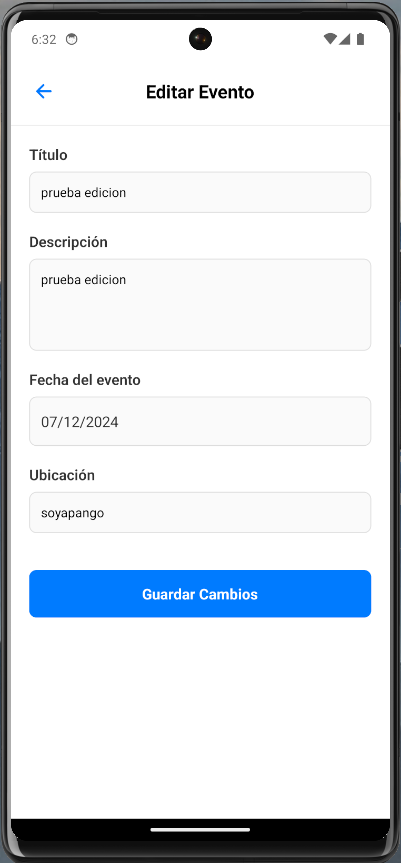 6:32
Editar Evento
Título
prueba edicion
Descripción
prueba edicion
Fecha del evento
07/12/2024
Ubicación
soyapango
Guardar Cambios